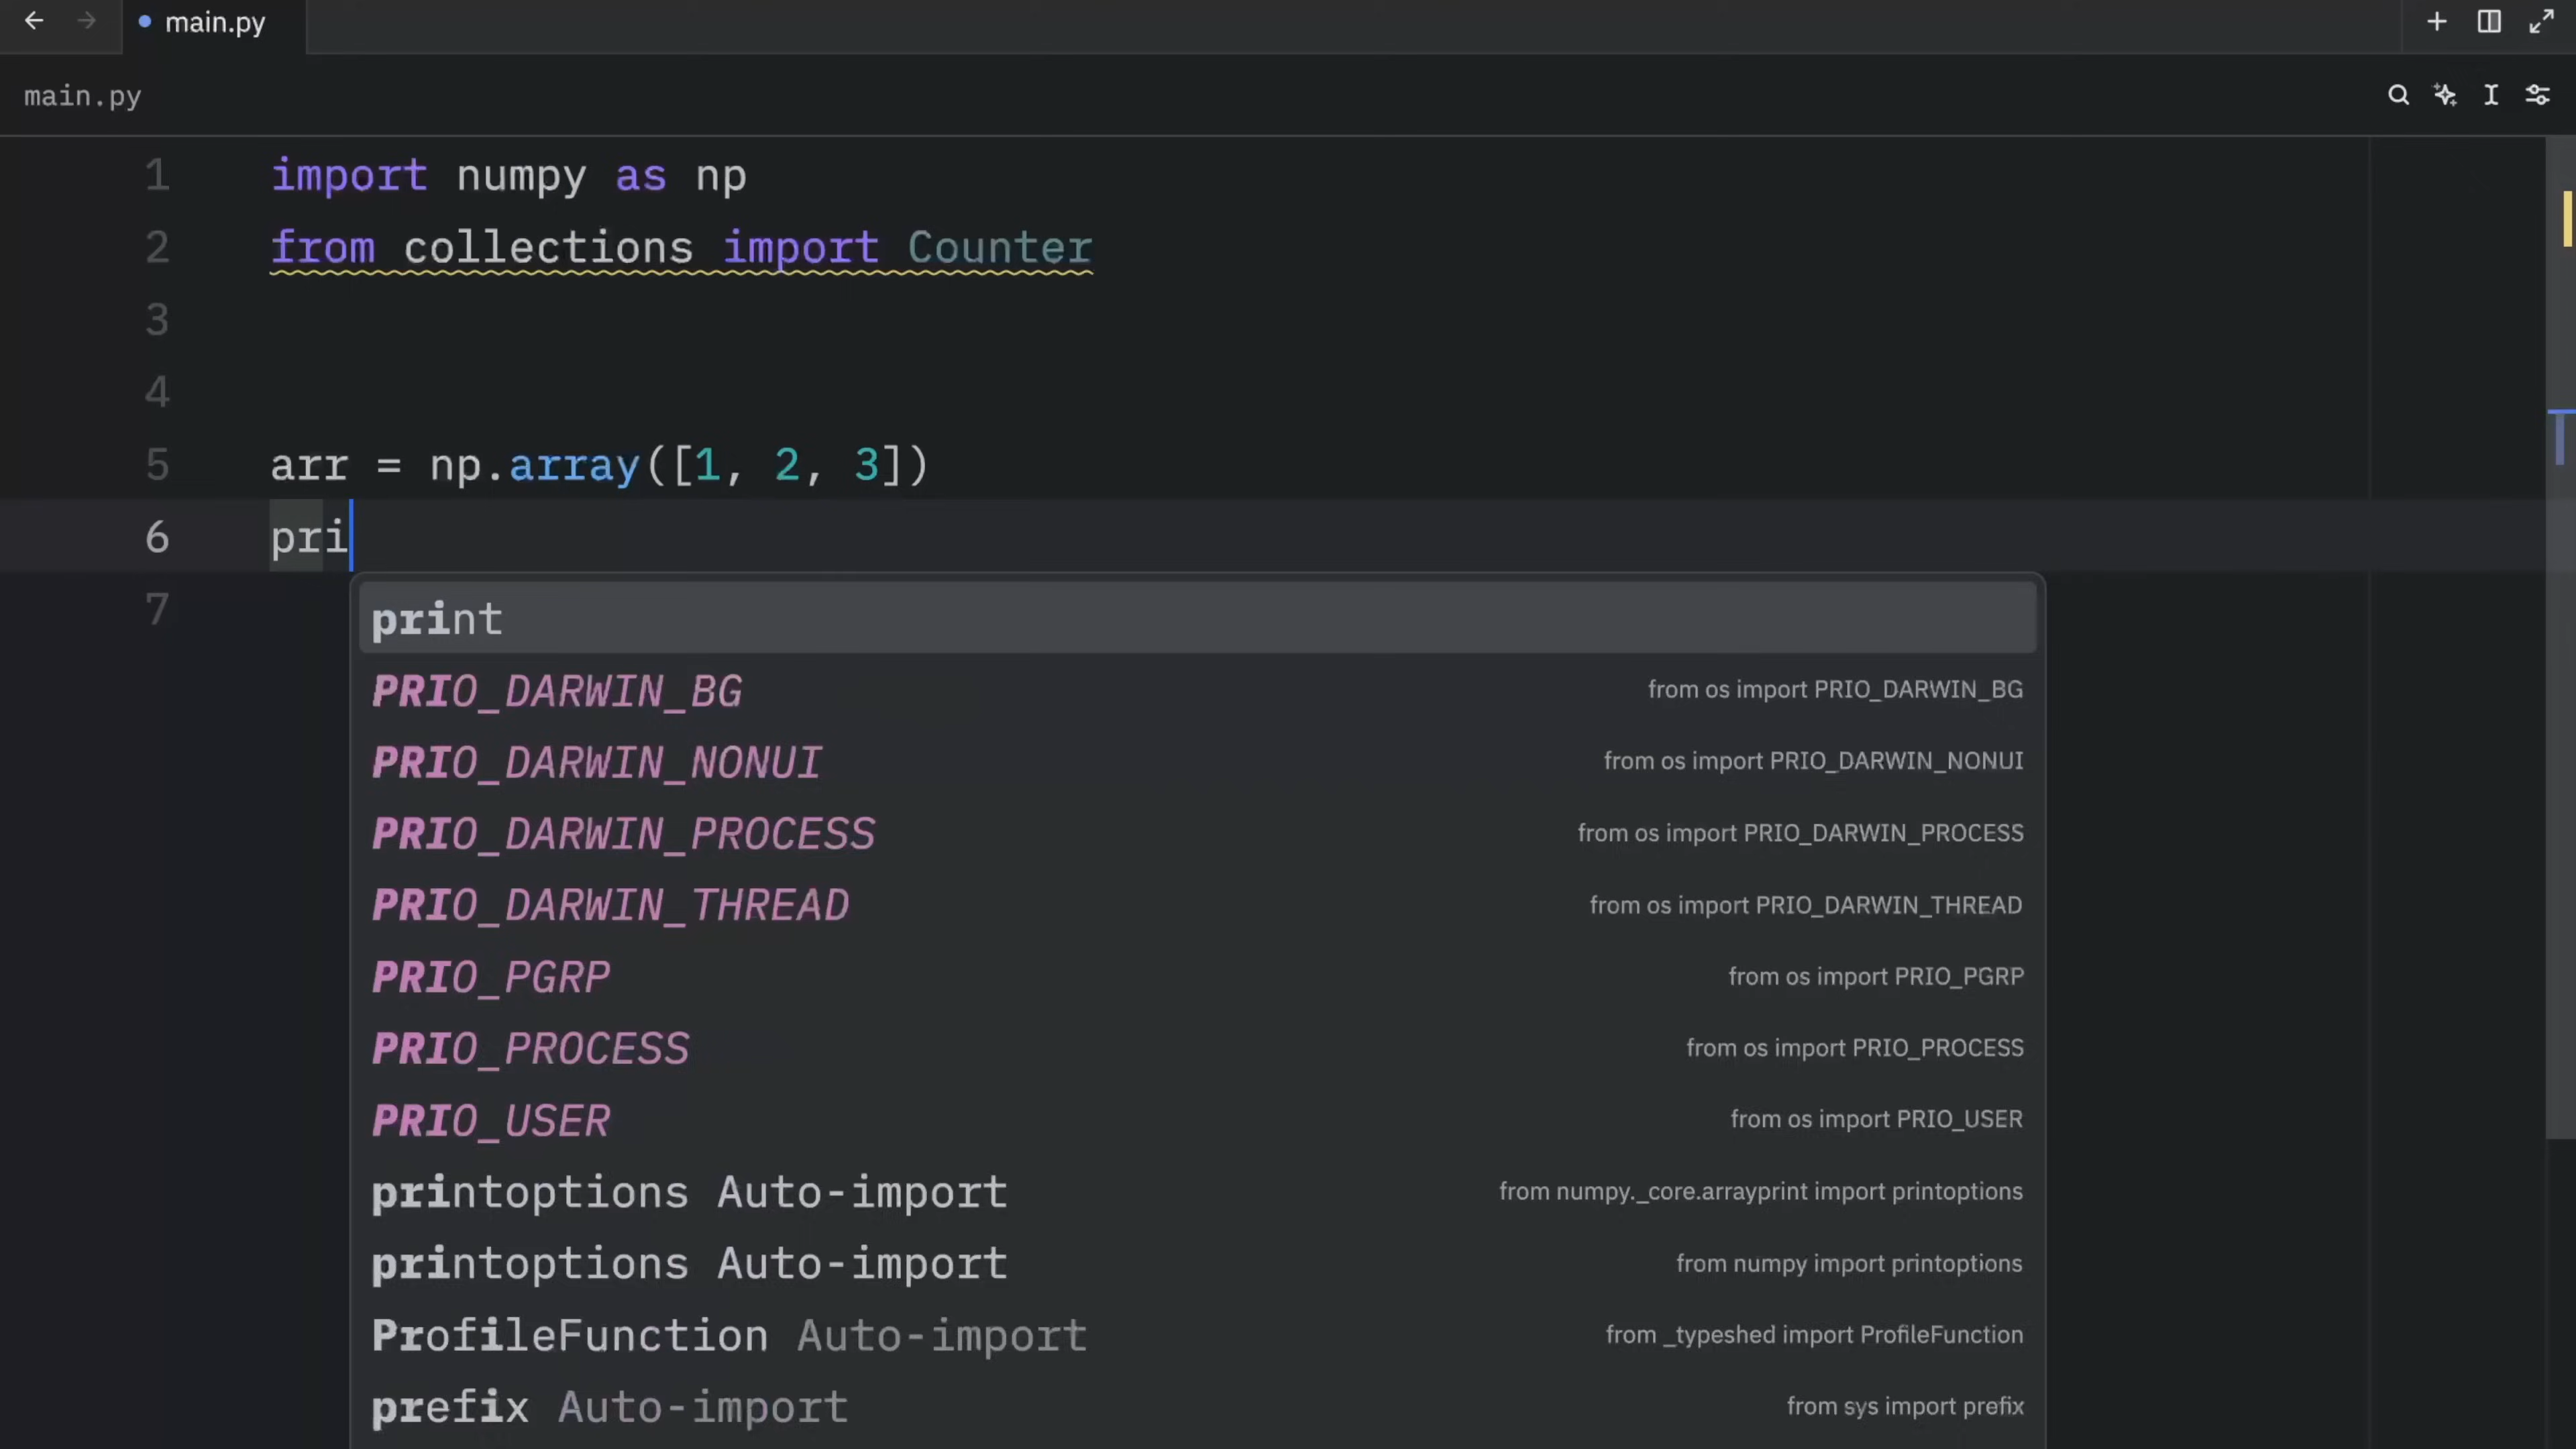 main.py
main.py
1 import numpy as np
2 from collections import Counter
3
4
5 arr = np.array([1, 2, 3])
6 pri
7
print
PRIO_DARWIN_BG from os import PRIO_DARWIN_BG
PRIO_DARWIN_NONUI from os import PRIO_DARWIN_NONUI
PRIO_DARWIN_PROCESS from os import PRIO_DARWIN_PROCESS
PRIO_DARWIN_THREAD from os import PRIO_DARWIN_THREAD
PRIO_PGRP from os import PRIO_PGRP
PRIO_PROCESS from os import PRIO_PROCESS
PRIO_USER from os import PRIO_USER
printoptions Auto-import from numpy._core.arrayprint import printoptions
printoptions Auto-import from numpy import printoptions
ProfileFunction Auto-import from _typeshed import ProfileFunction
prefix Auto-import from sys import prefix